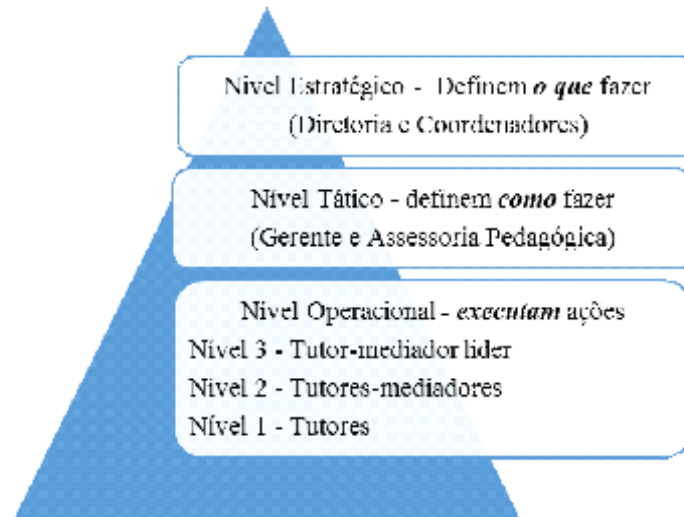 Nível Estratégico - Definem o que fazer
(Diretoria e Coordenadores)
Nível Tático - definem como fazer
(Gerente e Assessoria Pedagógica)
Nível Operacional - executam ações
Nível 3 - Tutor-mediador líder
Nível 2 - Tutores-mediadores
Nível 1 - Tutores